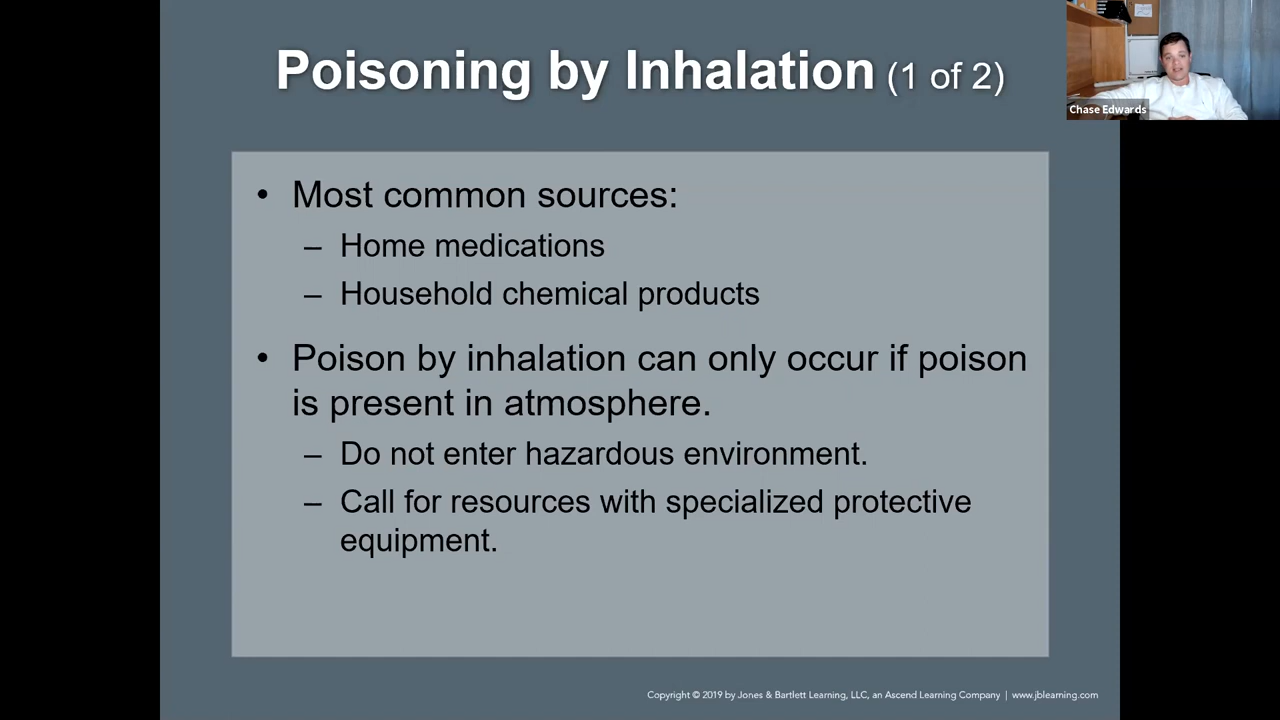 Poisoning by Inhalation (1 of 2)
Chase Edwards
• Most common sources:
– Home medications
– Household chemical products
• Poison by inhalation can only occur if poison
is present in atmosphere.
– Do not enter hazardous environment.
– Call for resources with specialized protective
equipment.
Copyright © 2019 by Jones & Bartlett Learning, LLC, an Ascend Learning Company | www.jblearning.com